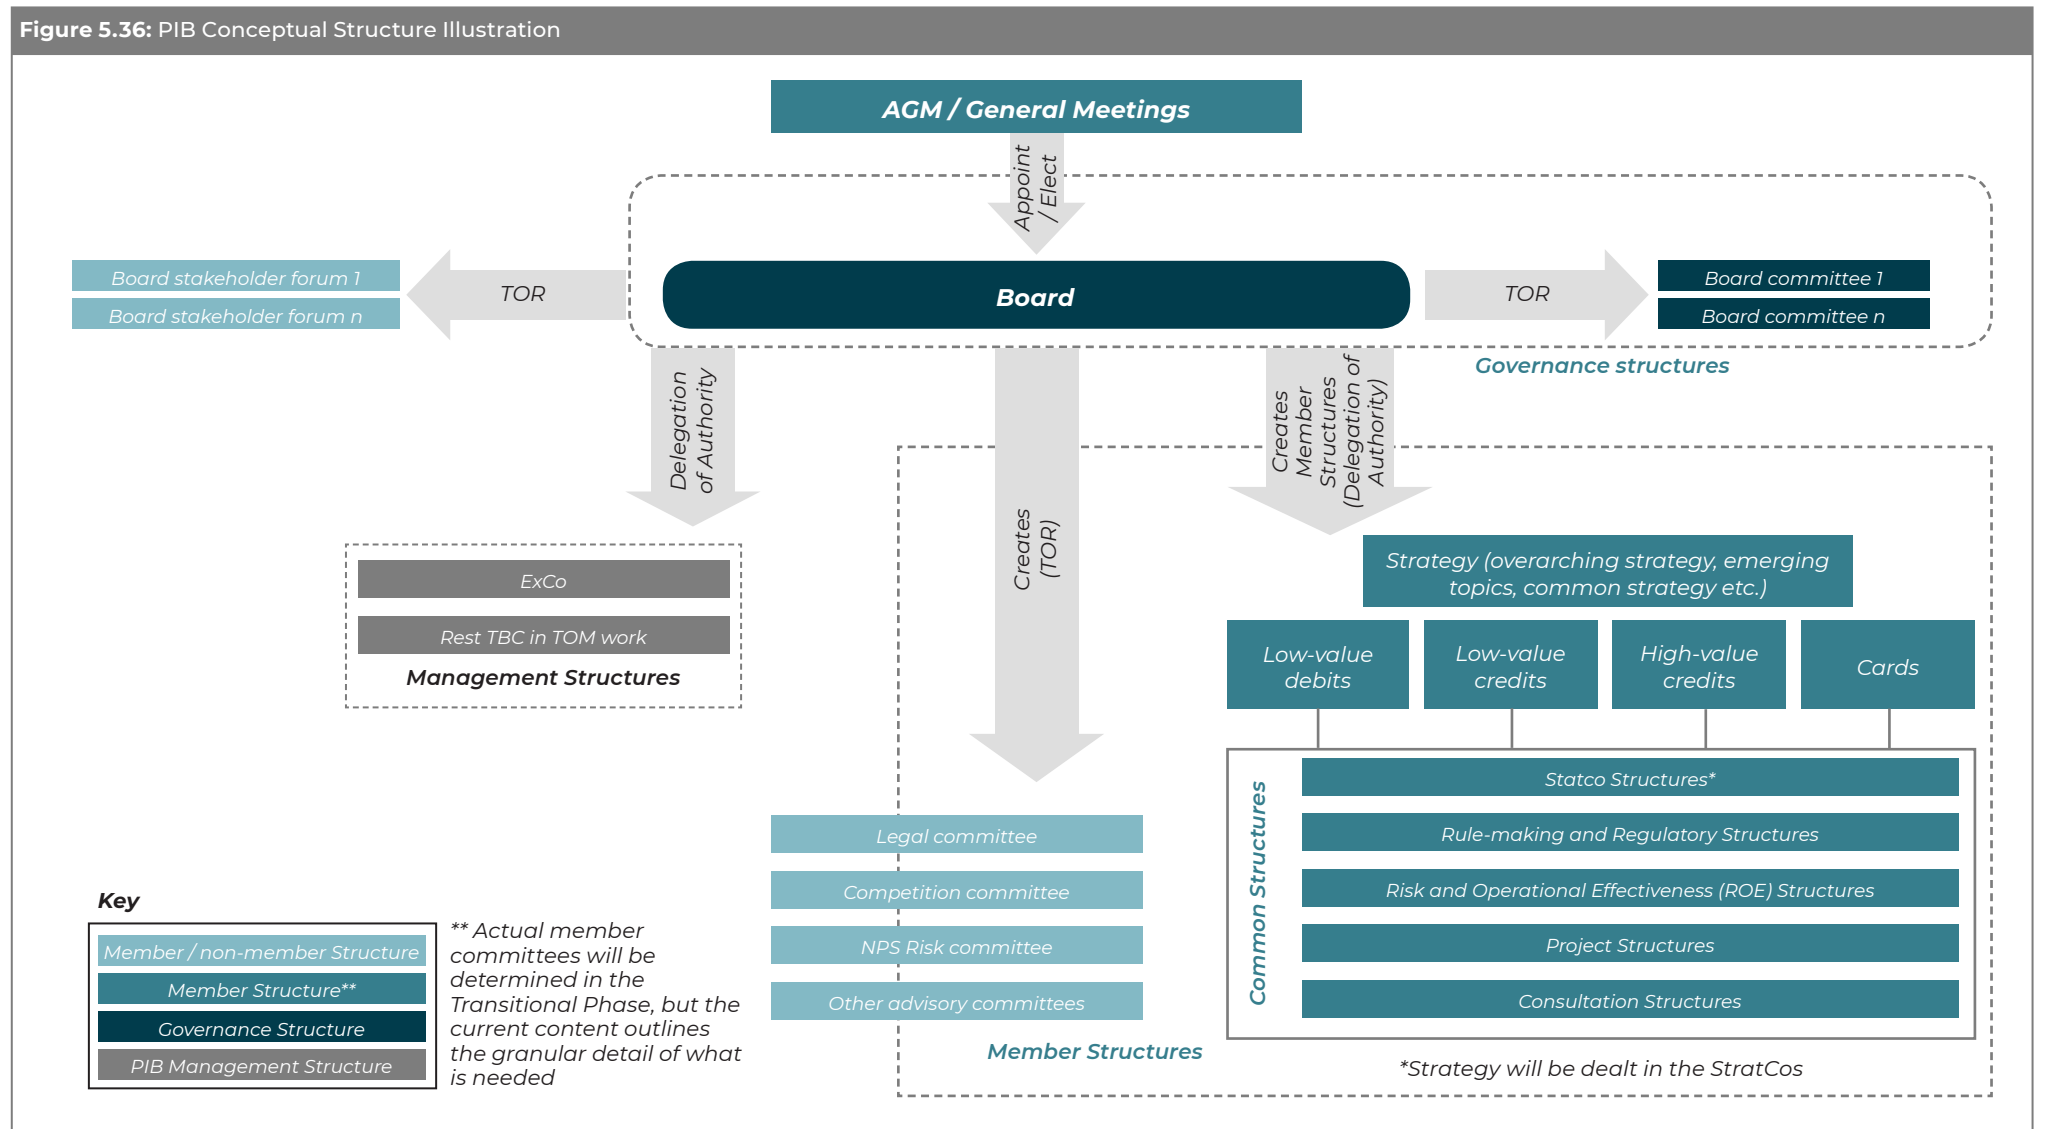 Figure 5.36: PIB Conceptual Structure Illustration
AGM / General Meetings
Appoint
/ Elect
Board stakeholder forum 1
Board stakeholder forum n
TOR
Board
TOR
Board committee 1
Board committee n
Governance structures
Delegation
of Authority
Creates
(TOR)
Creates
Member
Structures
(Delegation of
Authority)
ExCo
Rest TBC in TOM work
Management Structures
Strategy (overarching strategy, emerging
topics, common strategy etc.)
Low-value
debits
Low-value
credits
High-value
credits
Cards
Common Structures
Statco Structures*
Rule-making and Regulatory Structures
Risk and Operational Effectiveness (ROE) Structures
Project Structures
Consultation Structures
Legal committee
Competition committee
NPS Risk committee
Other advisory committees
Member Structures
*Strategy will be dealt in the StratCos
Key
Member / non-member Structure
Member Structure**
Governance Structure
PIB Management Structure
** Actual member
committees will be
determined in the
Transitional Phase, but the
current content outlines
the granular detail of what
is needed